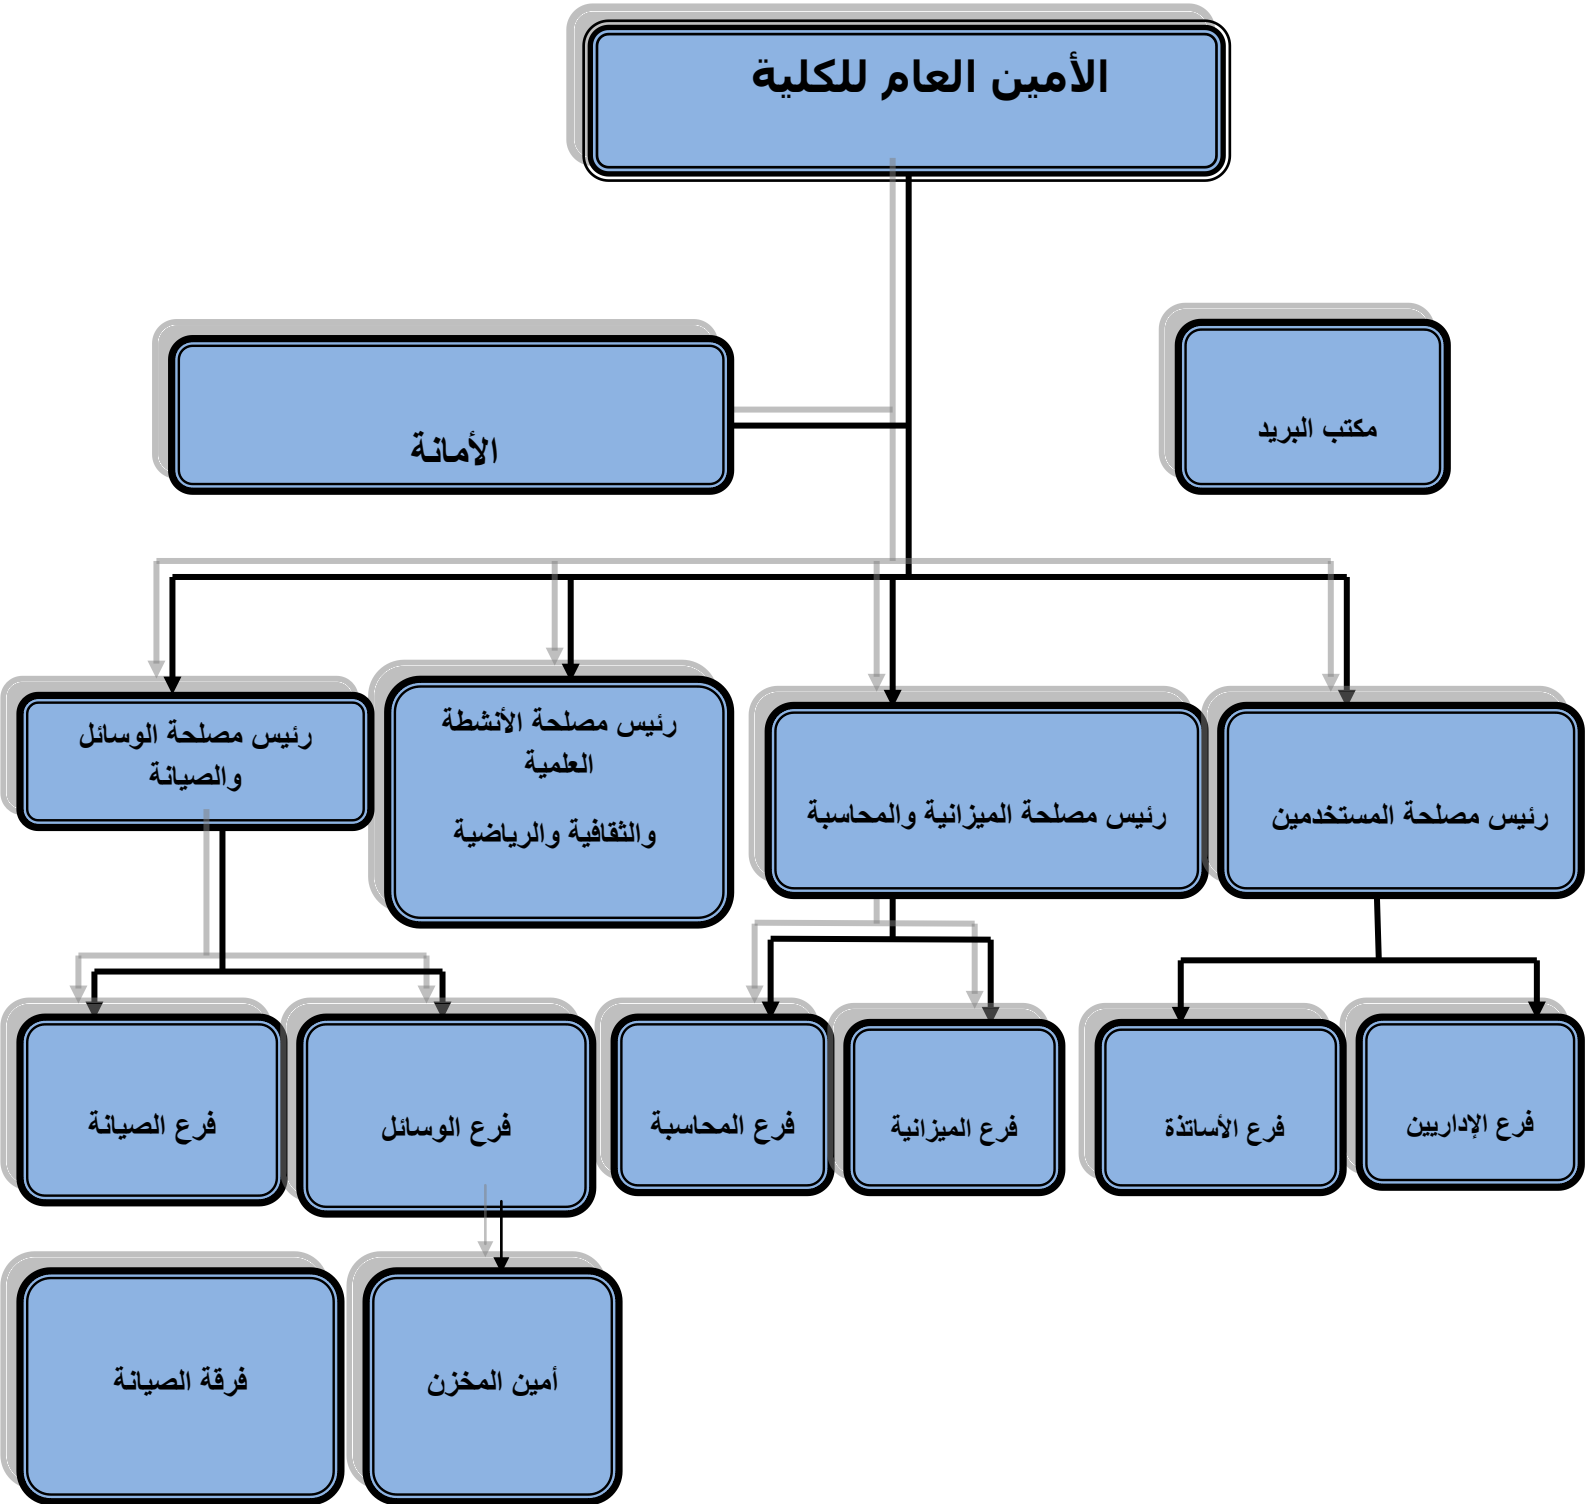 الأمين العام للكلية
مكتب البريد
الأمانة
رئيس مصلحة المستخدمين
رئيس مصلحة الميزانية والمحاسبة
رئيس مصلحة الأنشطة
العلمية
والثقافية والرياضية
رئيس مصلحة الوسائل
والصيانة
فرع الإداريين
فرع الأساتذة
فرع الميزانية
فرع المحاسبة
فرع الوسائل
فرع الصيانة
أمين المخزن
فرقة الصيانة